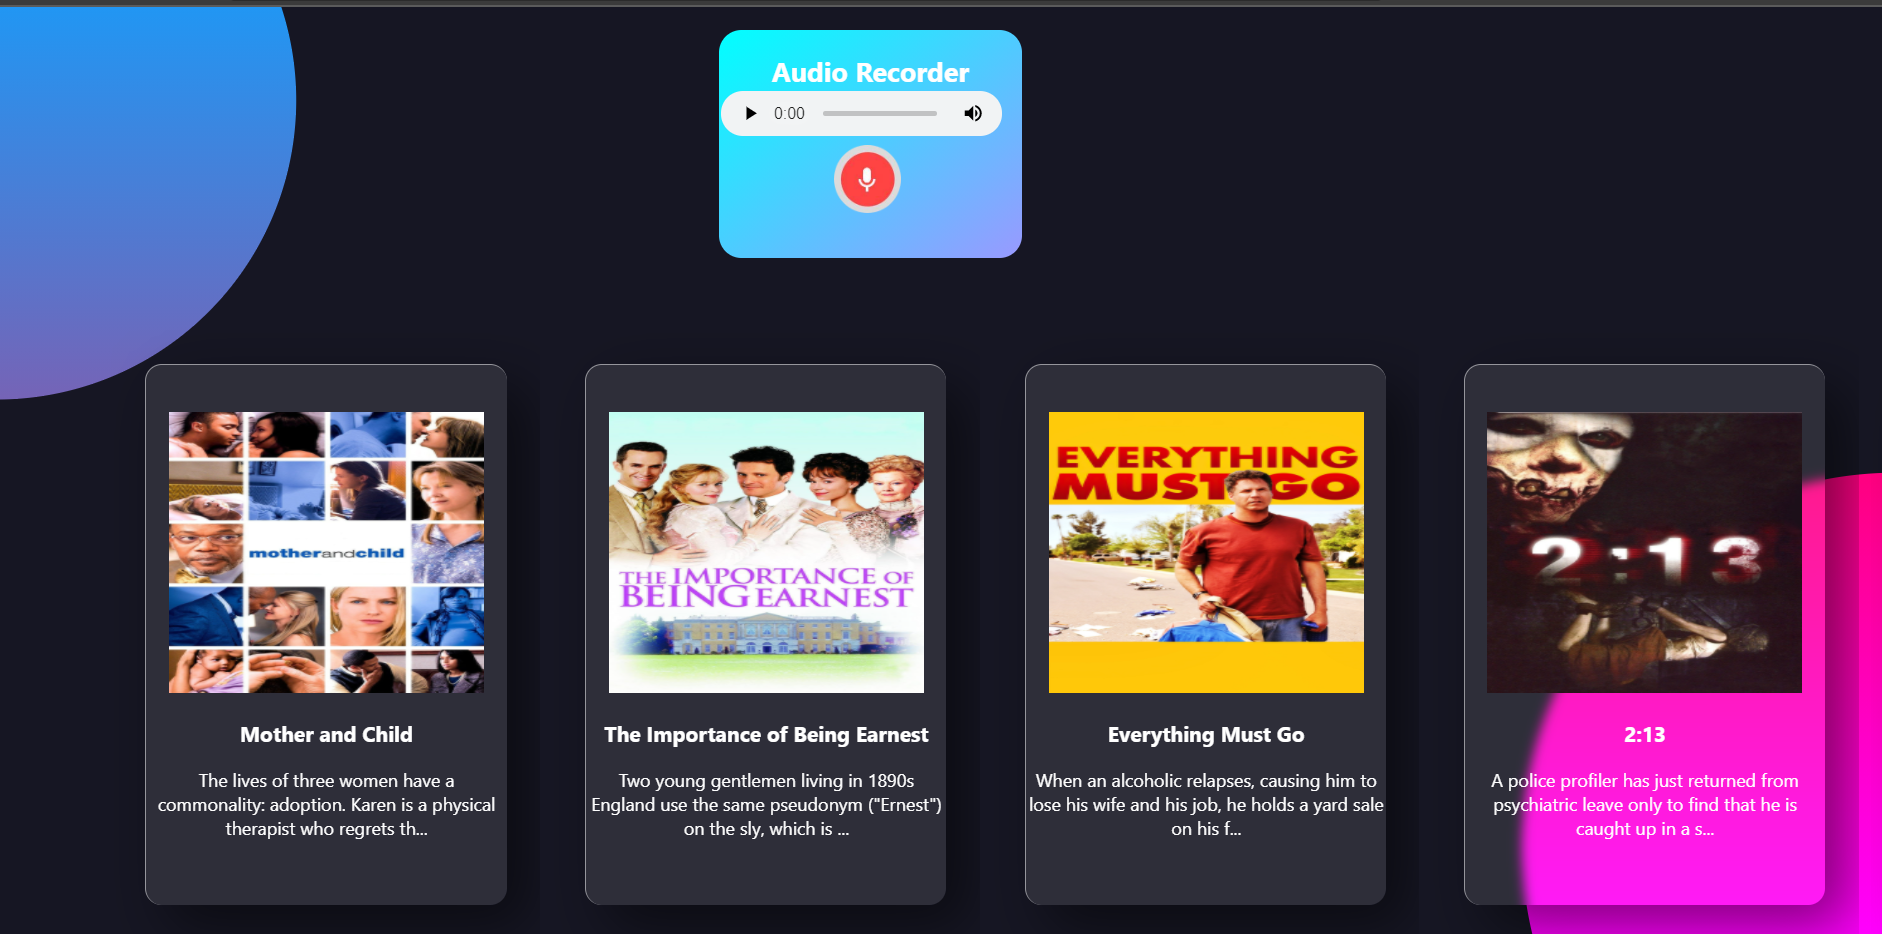 Audio Recorder
0:00
motherandchild
THE IMPORTANCE OF
BEING EARNEST
EVERYTHING
MUST GO
2:13
Mother and Child
The lives of three women have a
commonality: adoption. Karen is a physical
therapist who regrets th...
The Importance of Being Earnest
Two young gentlemen living in 1890s
England use the same pseudonym ("Ernest")
on the sly, which is ...
Everything Must Go
When an alcoholic relapses, causing him to
lose his wife and his job, he holds a yard sale
on his f...
2:13
A police profiler has just returned from
psychiatric leave only to find that he is
caught up in a s...